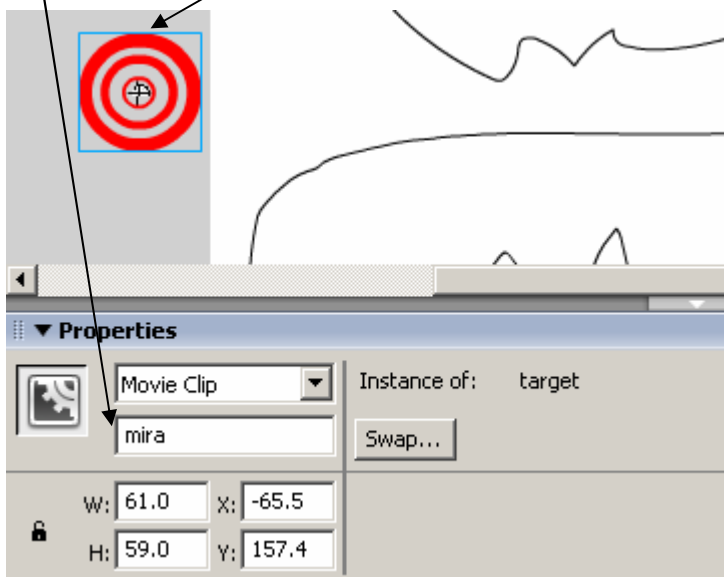 Properties
Movie Clip
Instance of: target
mira
Swap...
W: 61.0 X: -65.5
H: 59.0 Y: 157.4